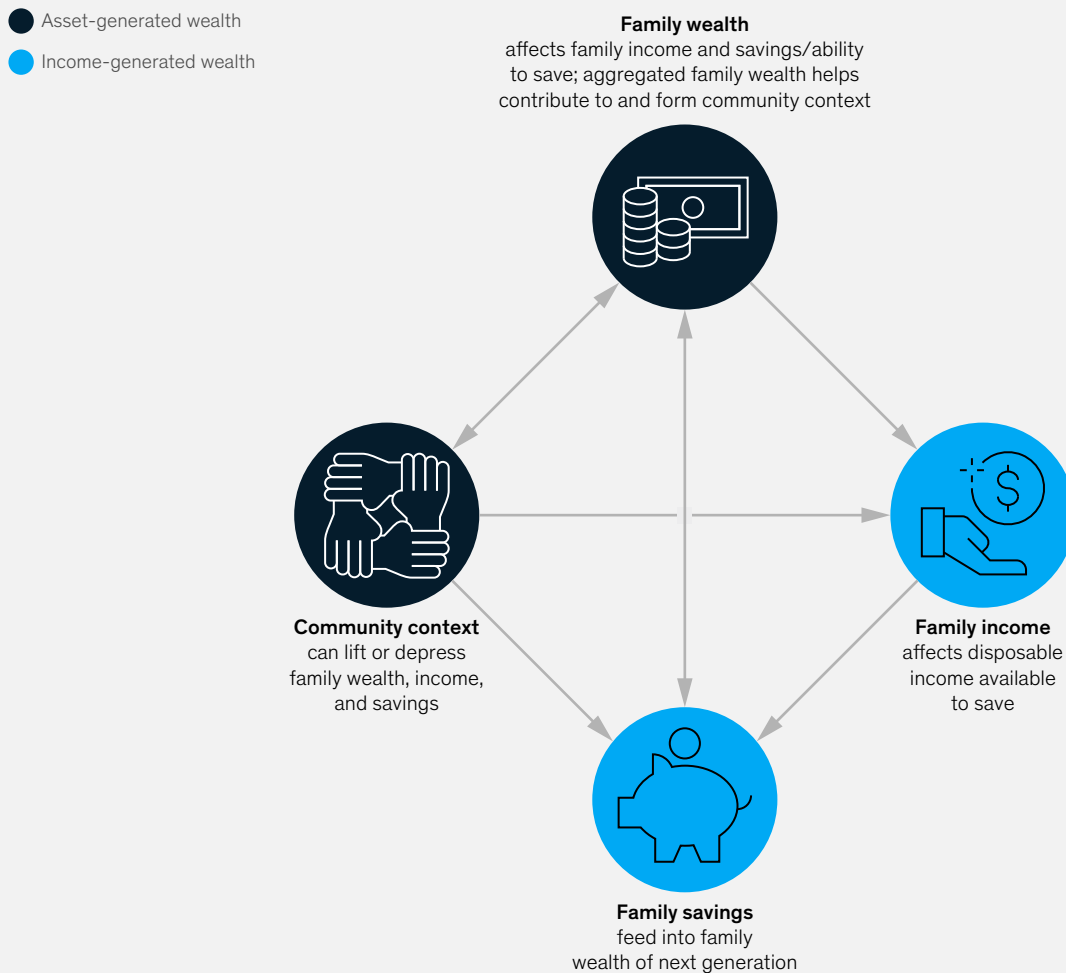 Asset-generated wealth
Income-generated wealth
Family wealth
affects family income and savings/ability
to save; aggregated family wealth helps
contribute to and form community context
$
Community context
can lift or depress
family wealth, income,
and savings
Family income
affects disposable
income available
to save
Family savings
feed into family
wealth of next generation